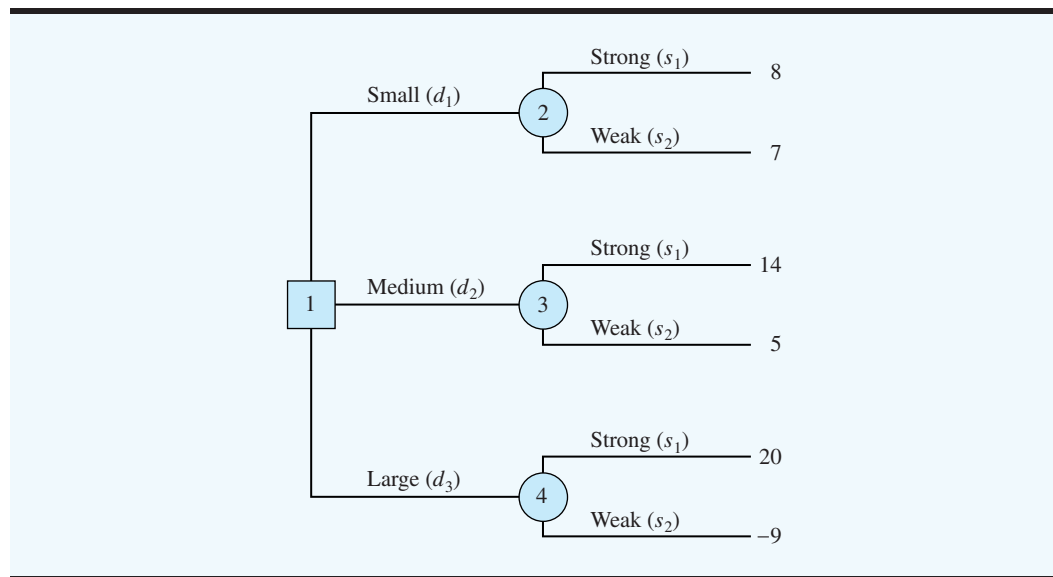 Strong (s₁)
8
Small (d₁)
2
Weak (s₂)
7
Strong (s₁)
14
Medium (d₂)
1
3
Weak (s₂)
5
Strong (s₁)
20
Large (d₃)
4
Weak (s₂)
–9